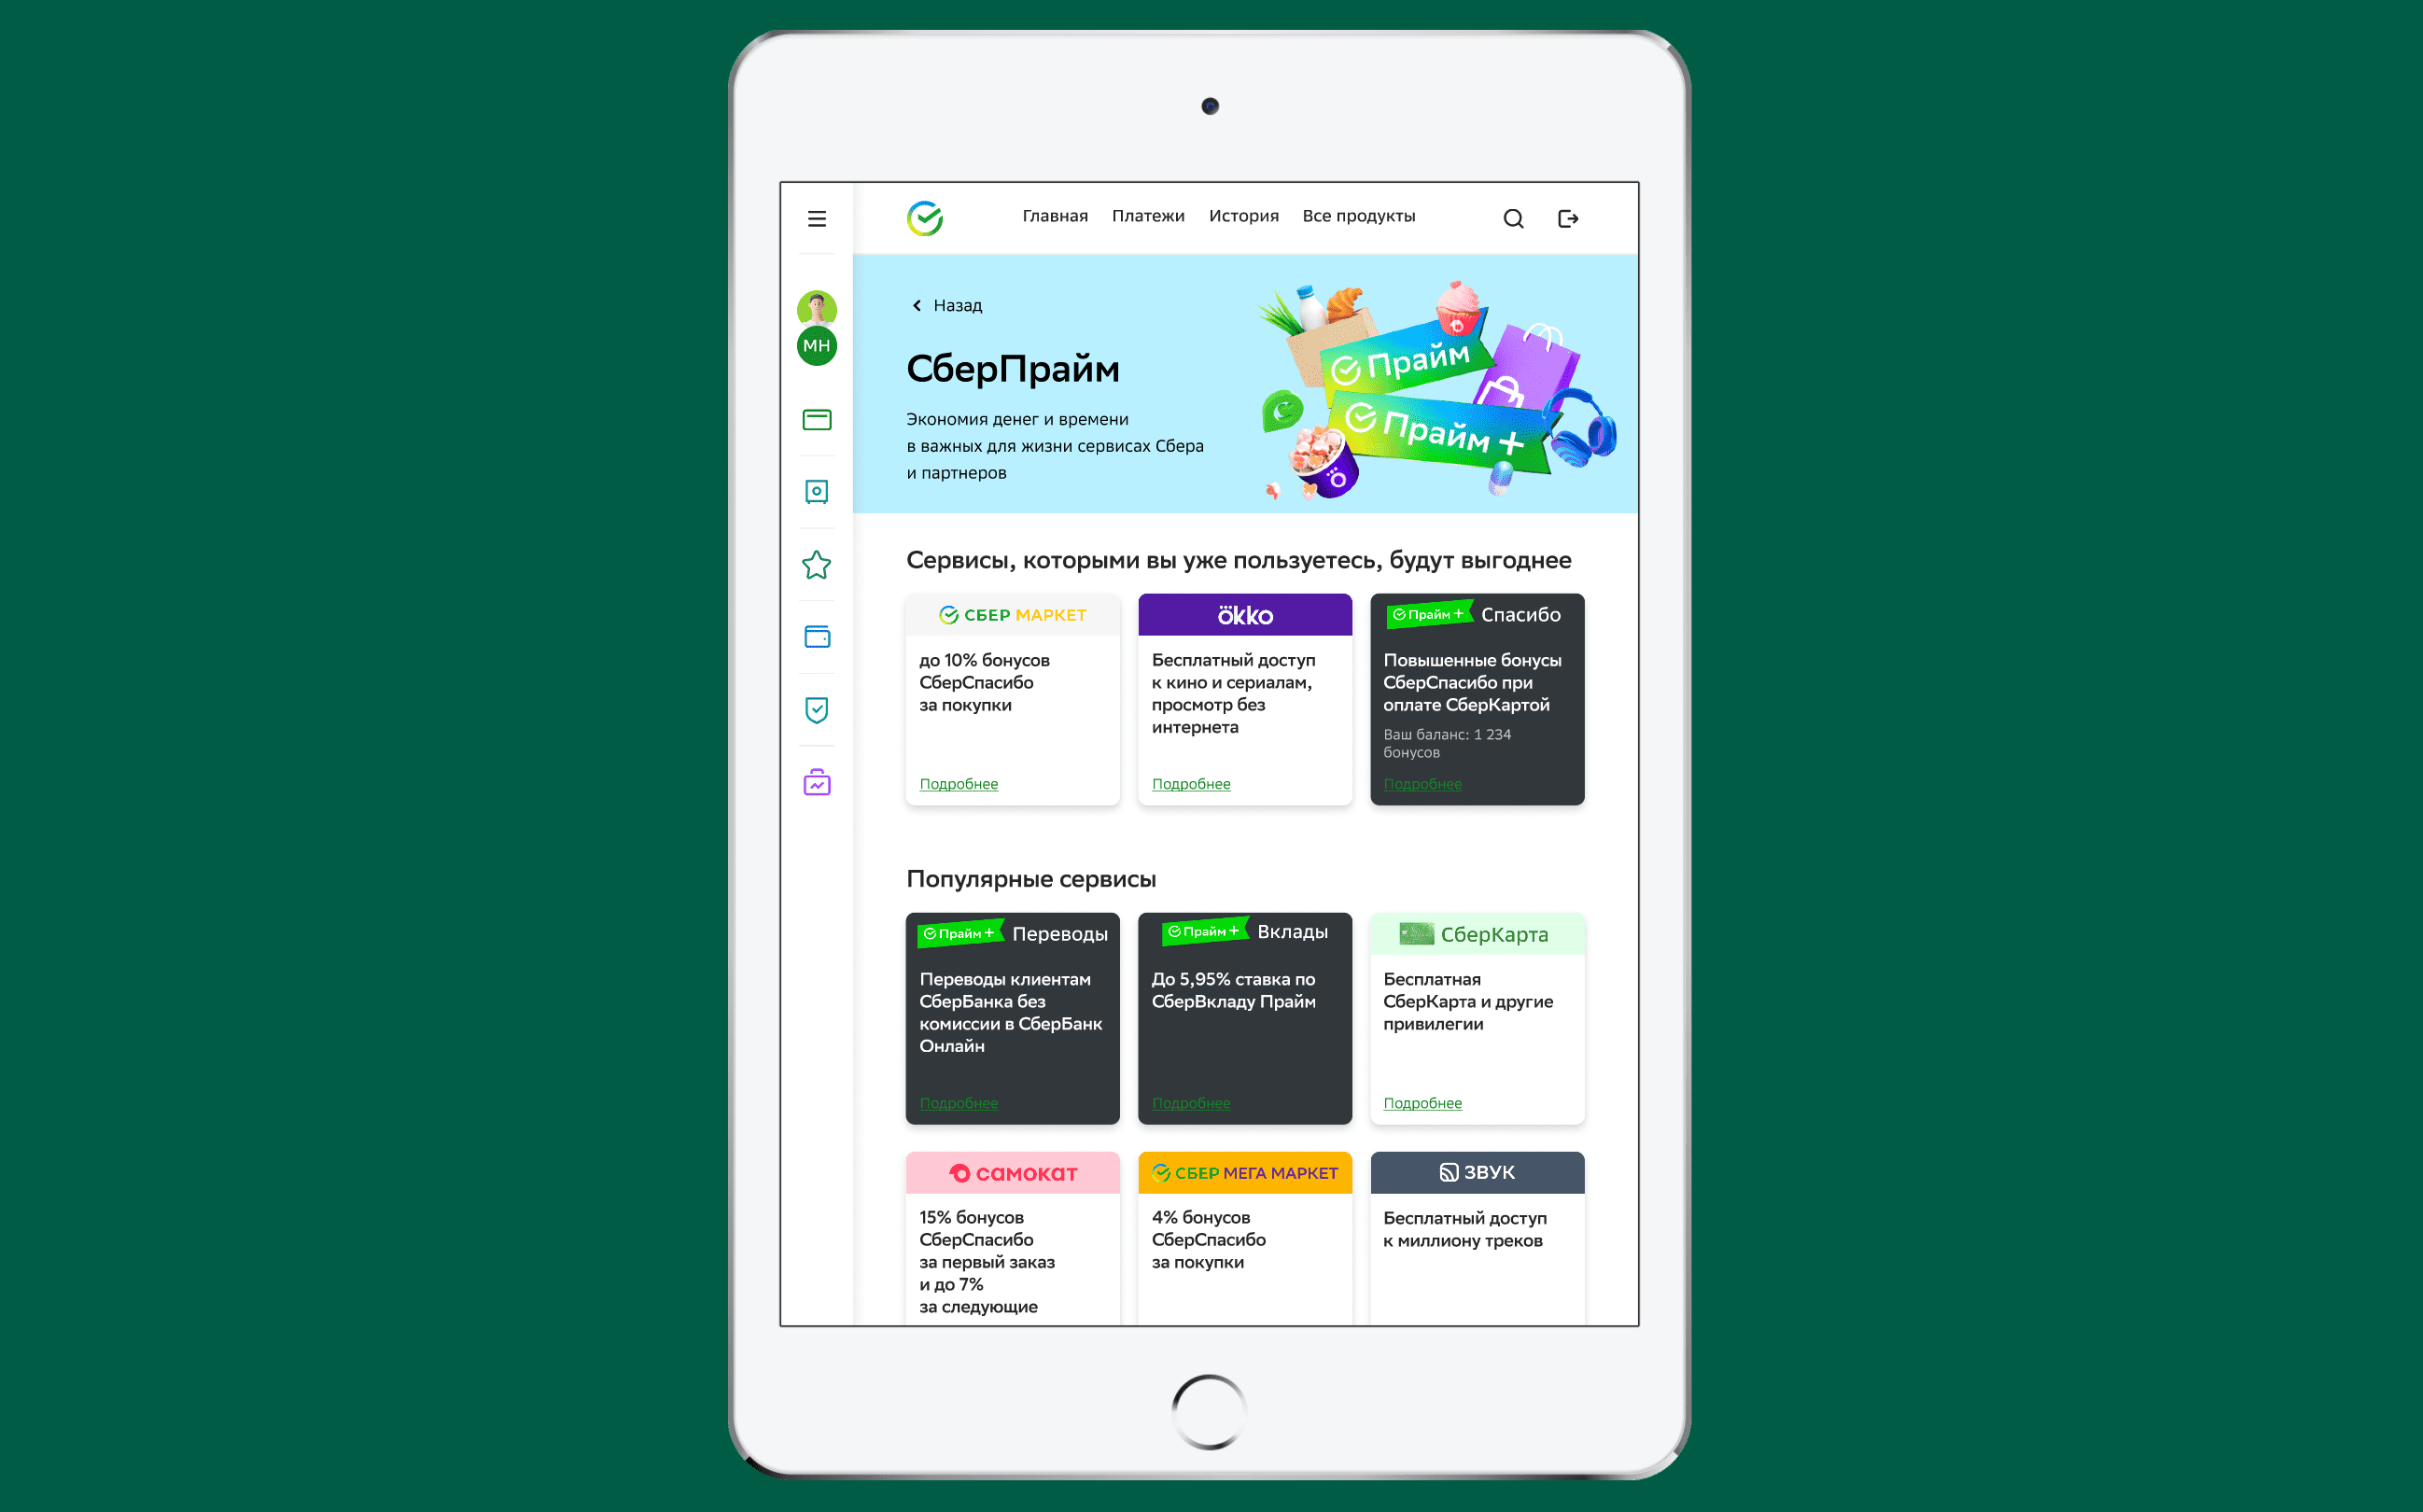 Главная Платежи История Все продукты
МН
Назад
СберПрайм
Экономия денег и времени
в важных для жизни сервисах Сбера
и партнеров
Прайм
Прайм +
Сервисы, которыми вы уже пользуетесь, будут выгоднее
СБЕР МАРКЕТ
до 10% бонусов
СберСпасибо
за покупки
Подробнее
ökko
Бесплатный доступ
к кино и сериалам,
просмотр без
интернета
Подробнее
Прайм + Спасибо
Повышенные бонусы
СберСпасибо при
оплате СберКартой
Ваш баланс: 1 234
бонусов
Подробнее
Популярные сервисы
Прайм + Переводы
Переводы клиентам
СберБанка без
комиссии в СберБанк
Онлайн
Подробнее
Прайм + Вклады
До 5,95% ставка по
СберВкладу Прайм
Подробнее
СберКарта
Бесплатная
СберКарта и другие
привилегии
Подробнее
самокат
15% бонусов
СберСпасибо
за первый заказ
и до 7%
за следующие
СБЕР МЕГА МАРКЕТ
4% бонусов
СберСпасибо
за покупки
ЗВУК
Бесплатный доступ
к миллиону треков